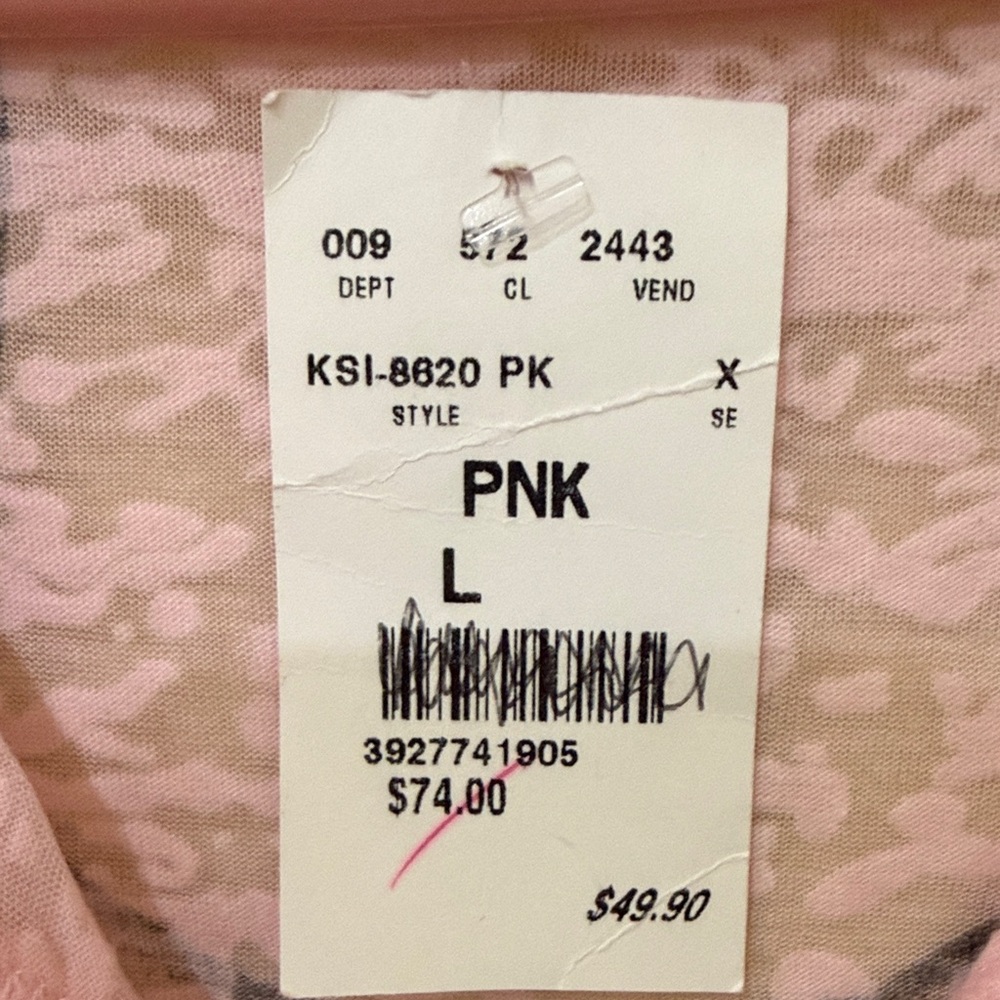 009 572 2443
DEPT CL VEND
KSI-8620 PK X
STYLE SE
PNK
L
3927741905
$74.00
$49.90